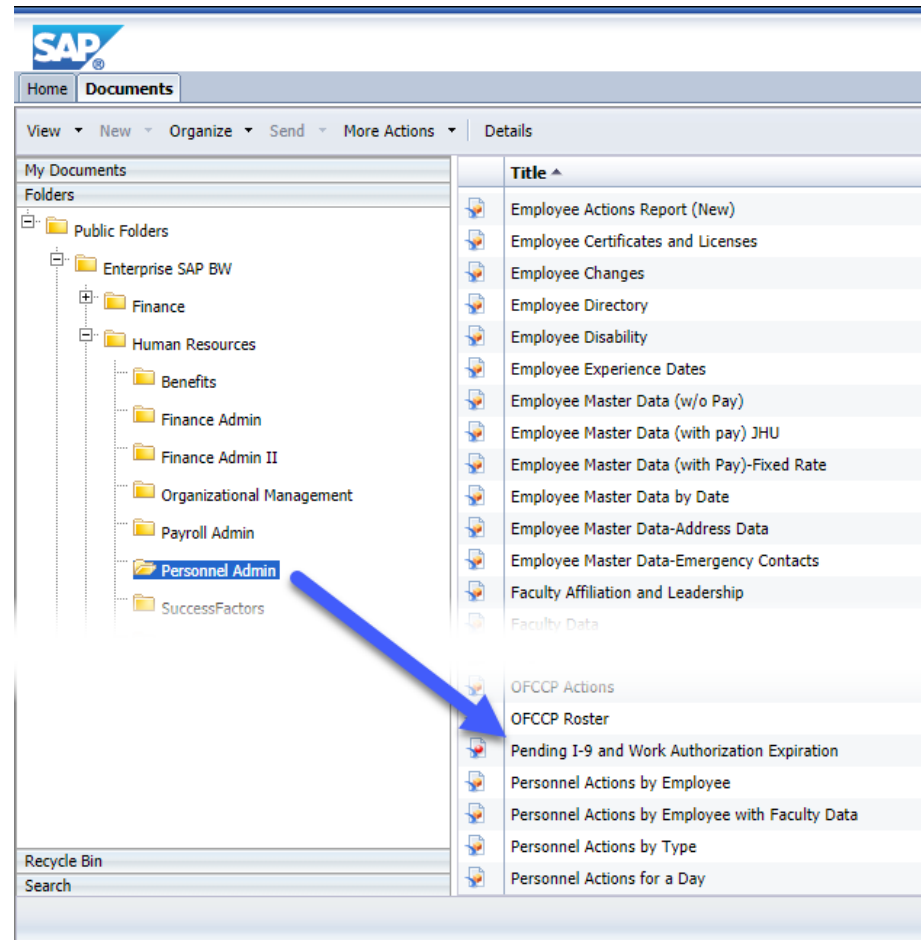 SAP®
Home Documents
View New Organize Send More Actions Details
My Documents
Folders
Public Folders
Enterprise SAP BW
Finance
Human Resources
Benefits
Finance Admin
Finance Admin II
Organizational Management
Payroll Admin
Personnel Admin
SuccessFactors
Recycle Bin
Search
Title
Employee Actions Report (New)
Employee Certificates and Licenses
Employee Changes
Employee Directory
Employee Disability
Employee Experience Dates
Employee Master Data (w/o Pay)
Employee Master Data (with pay) JHU
Employee Master Data (with Pay)-Fixed Rate
Employee Master Data by Date
Employee Master Data-Address Data
Employee Master Data-Emergency Contacts
Faculty Affiliation and Leadership
Faculty Data
OFCCP Actions
OFCCP Roster
Pending I-9 and Work Authorization Expiration
Personnel Actions by Employee
Personnel Actions by Employee with Faculty Data
Personnel Actions by Type
Personnel Actions for a Day